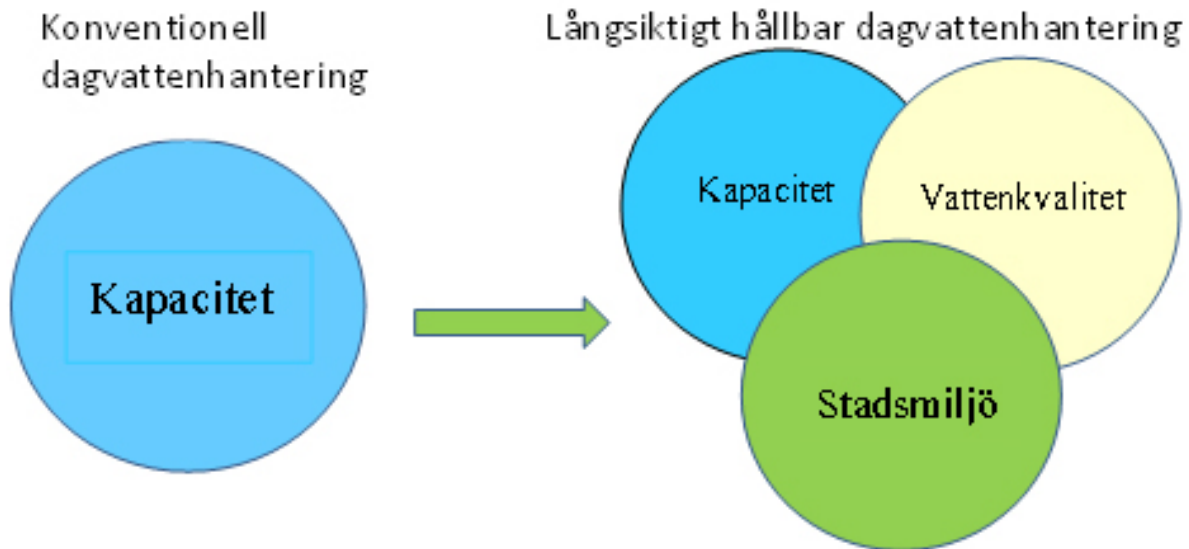 Konventionell
dagvattenhantering
Kapacitet
Långsiktigt hållbar dagvattenhantering
Kapacitet
Vattenkvalitet
Stadsmiljö